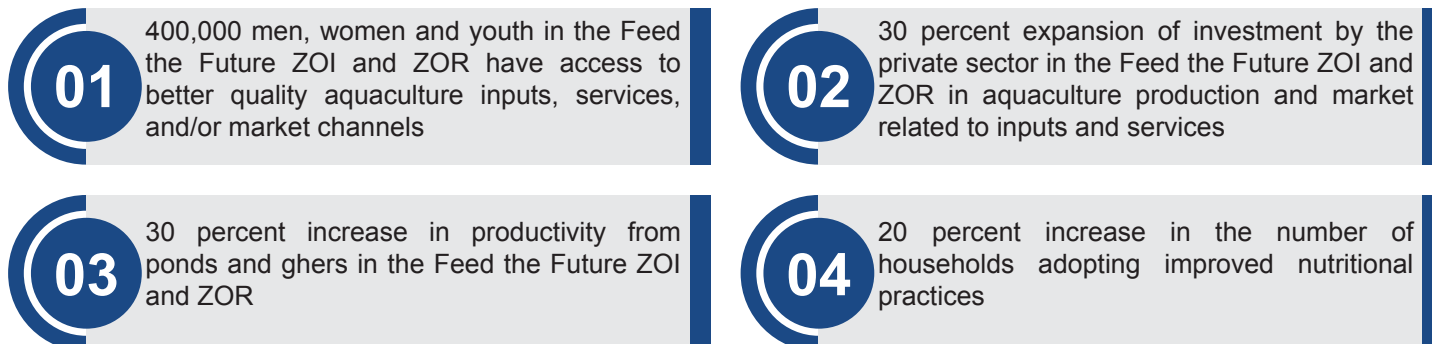 01
400,000 men, women and youth in the Feed
the Future ZOI and ZOR have access to
better quality aquaculture inputs, services,
and/or market channels
02
30 percent expansion of investment by the
private sector in the Feed the Future ZOI and
ZOR in aquaculture production and market
related to inputs and services
03
30 percent increase in productivity from
ponds and ghers in the Feed the Future ZOI
and ZOR
04
20 percent increase in the number of
households adopting improved nutritional
practices